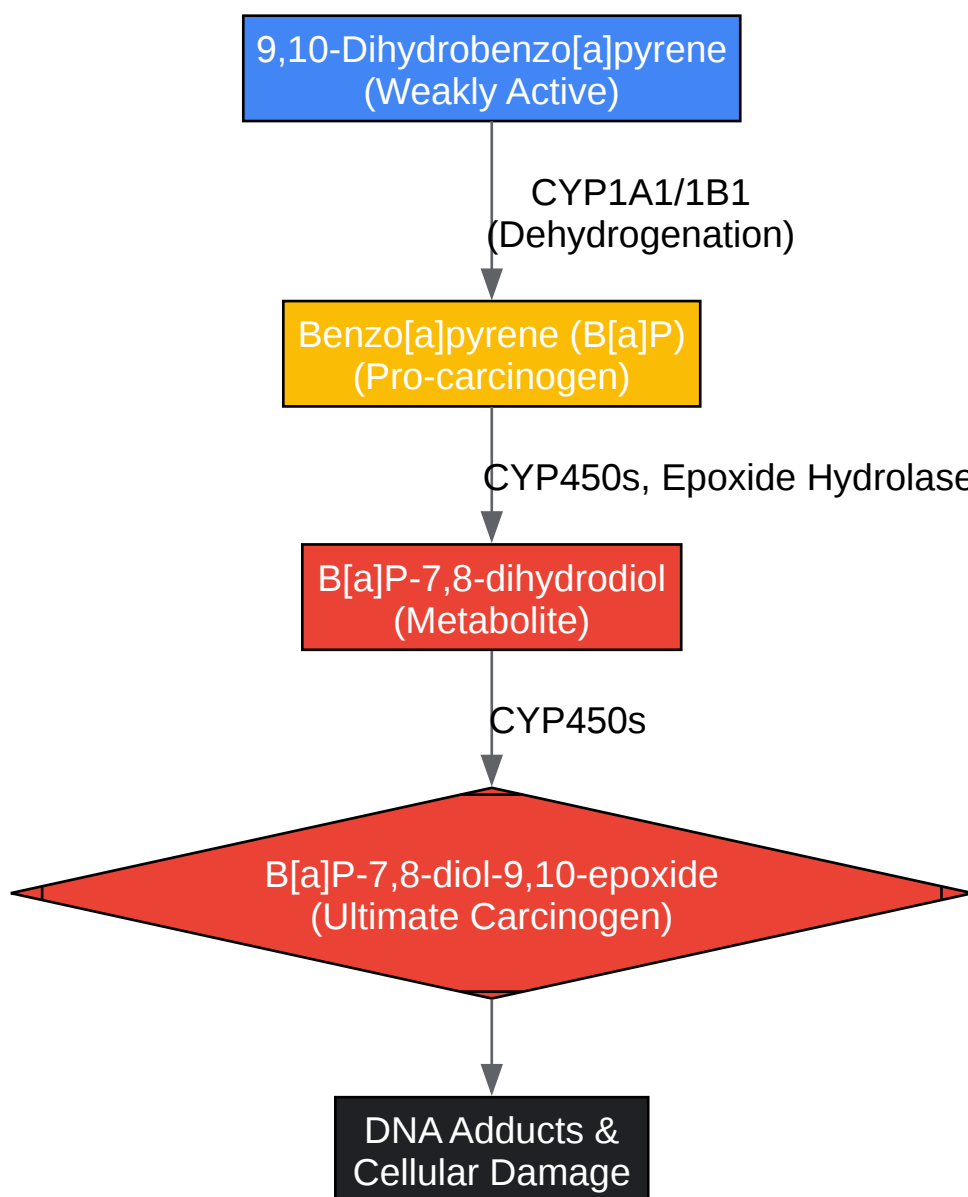 9,10-Dihydrobenzo[a]pyrene
(Weakly Active)
CYP1A1/1B1
(Dehydrogenation)
Benzo[a]pyrene (B[a]P)
(Pro-carcinogen)
CYP450s, Epoxide Hydrolase
B[a]P-7,8-dihydrodiol
(Metabolite)
CYP450s
B[a]P-7,8-diol-9,10-epoxide
(Ultimate Carcinogen)
DNA Adducts &
Cellular Damage